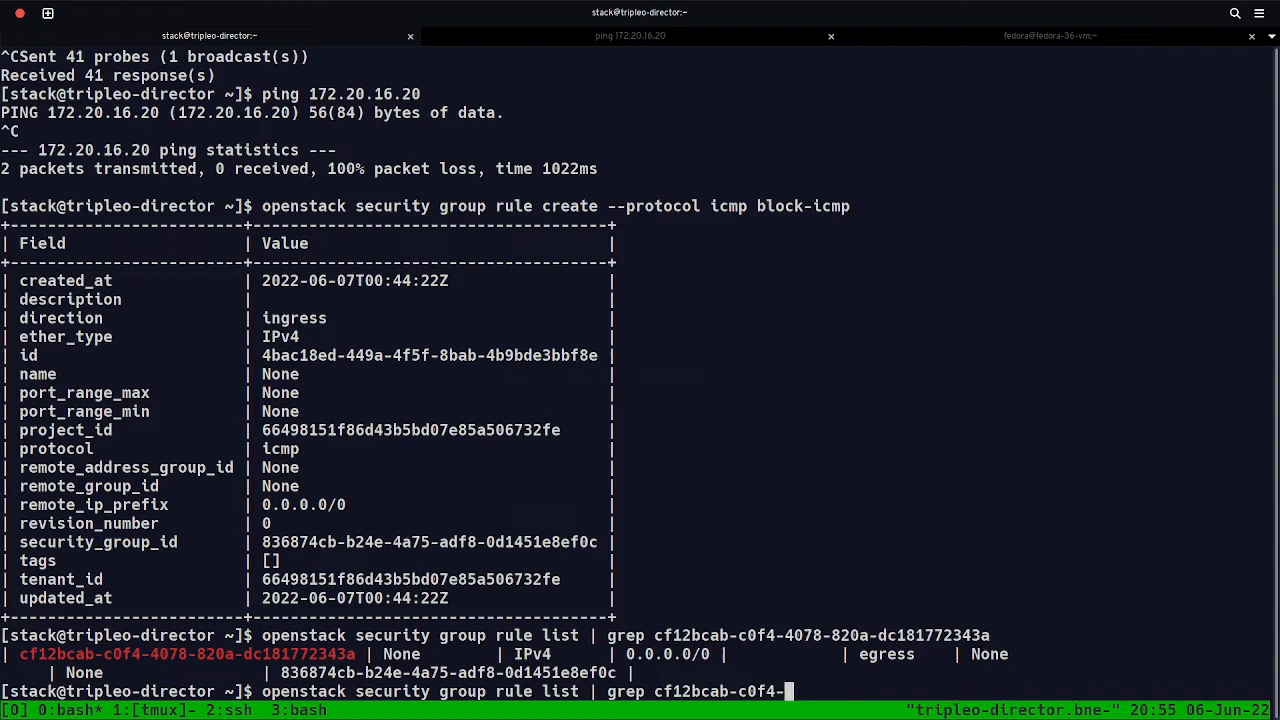 stack@tripleo-director:~
stack@tripleo-director:~ × ping 172.20.16.20 × fedora@fedora-36-vm:~ ×
^CSent 41 probes (1 broadcast(s))
Received 41 response(s)
[stack@tripleo-director ~]$ ping 172.20.16.20
PING 172.20.16.20 (172.20.16.20) 56(84) bytes of data.
^C
--- 172.20.16.20 ping statistics ---
2 packets transmitted, 0 received, 100% packet loss, time 1022ms
[stack@tripleo-director ~]$ openstack security group rule create --protocol icmp block-icmp
+-------------------------+--------------------------------------+
| Field | Value |
+-------------------------+--------------------------------------+
| created_at | 2022-06-07T00:44:22Z |
| description | |
| direction | ingress |
| ether_type | IPv4 |
| id | 4bac18ed-449a-4f5f-8bab-4b9bde3bbf8e |
| name | None |
| port_range_max | None |
| port_range_min | None |
| project_id | 66498151f86d43b5bd07e85a506732fe |
| protocol | icmp |
| remote_address_group_id | None |
| remote_group_id | None |
| remote_ip_prefix | 0.0.0.0/0 |
| revision_number | 0 |
| security_group_id | 836874cb-b24e-4a75-adf8-0d1451e8ef0c |
| tags | [] |
| tenant_id | 66498151f86d43b5bd07e85a506732fe |
| updated_at | 2022-06-07T00:44:22Z |
+-------------------------+--------------------------------------+
[stack@tripleo-director ~]$ openstack security group rule list | grep cf12bcab-c0f4-4078-820a-dc181772343a
| cf12bcab-c0f4-4078-820a-dc181772343a | None | IPv4 | 0.0.0.0/0 | | egress | None
| None | 836874cb-b24e-4a75-adf8-0d1451e8ef0c |
[stack@tripleo-director ~]$ openstack security group rule list | grep cf12bcab-c0f4-
[0] 0:bash* 1:[tmux]- 2:ssh 3:bash "tripleo-director.bne-" 20:55 06-Jun-22